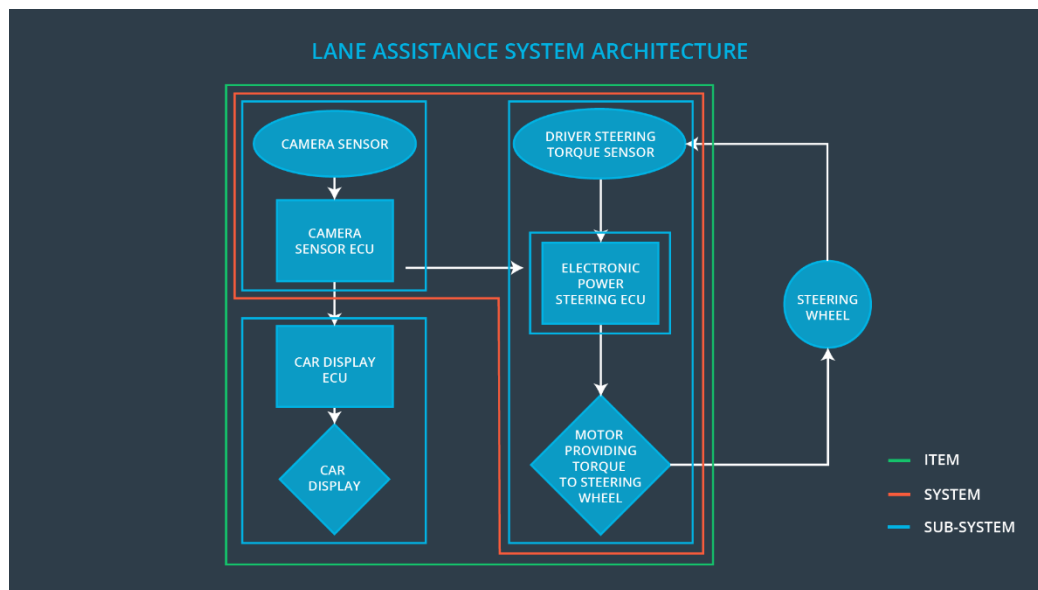 LANE ASSISTANCE SYSTEM ARCHITECTURE
CAMERA SENSOR
DRIVER STEERING
TORQUE SENSOR
CAMERA
SENSOR ECU
ELECTRONIC
POWER
STEERING ECU
STEERING
WHEEL
CAR DISPLAY
ECU
CAR
DISPLAY
MOTOR
PROVIDING
TORQUE
TO STEERING
WHEEL
ITEM
SYSTEM
SUB-SYSTEM